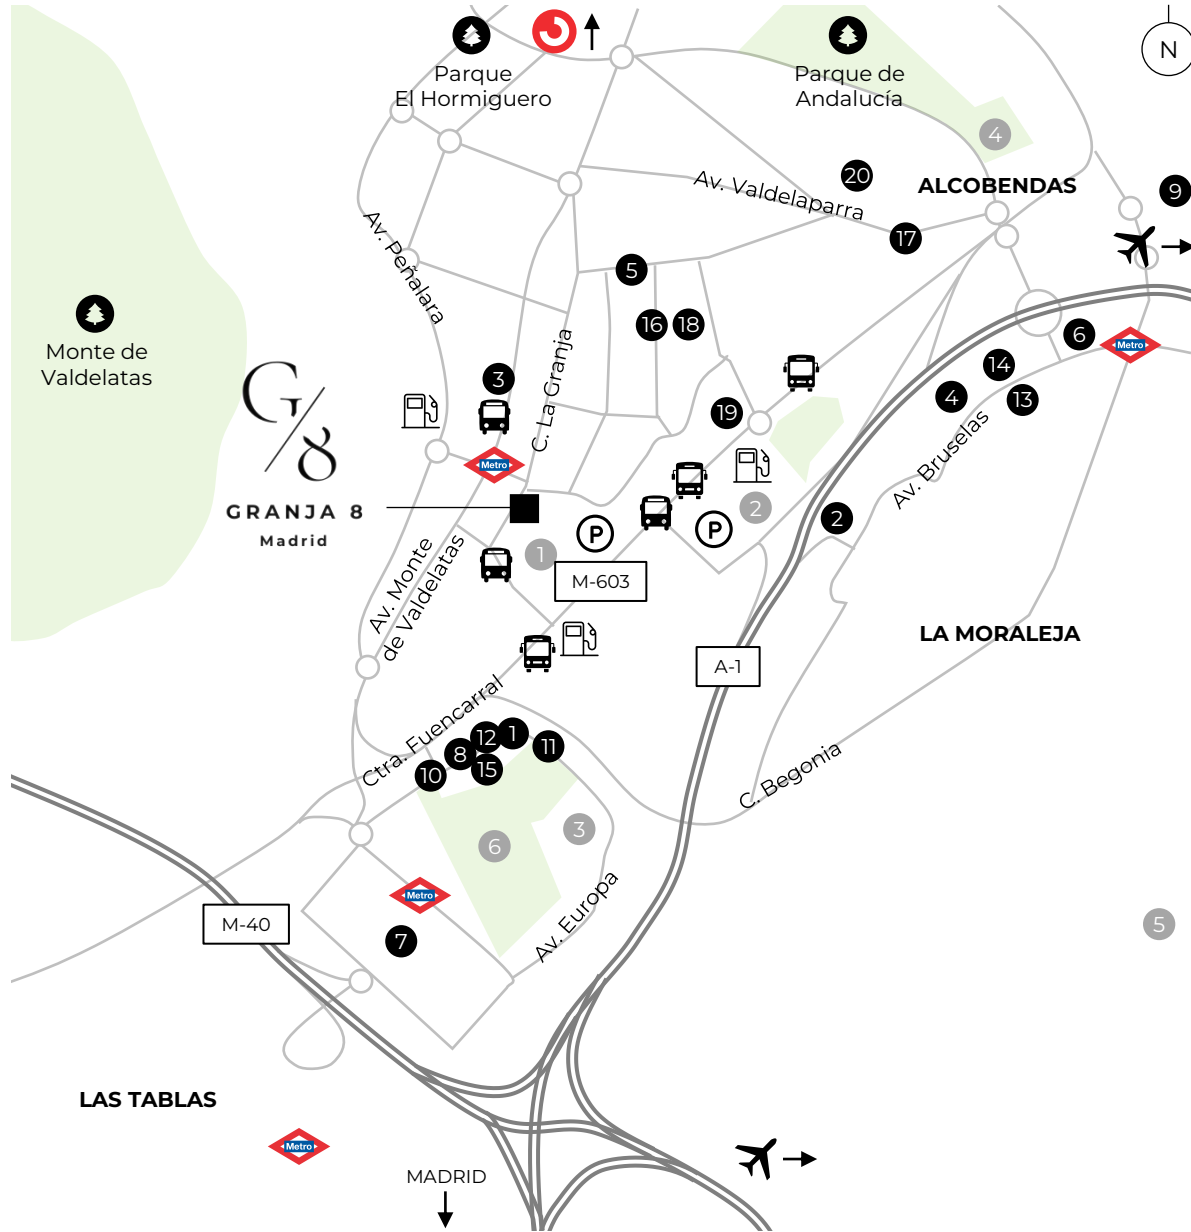 N
Parque
El Hormiguero
Parque de
Andalucía
4
20
ALCOBENDAS
9
Av. Valdelaparra
17
Av. Peñalara
5
16
18
Monte de
Valdelatas
G/8
GRANJA 8
Madrid
3
C. La Granja
6
Metro
14
4
13
19
Metro
Av. Bruselas
2
2
P
P
1
M-603
Av. Monte
de Valdelatas
LA MORALEJA
A-1
Ctra. Fuencarral
12
1
11
8
15
10
C. Begonia
3
6
Metro
Av. Europa
M-40
7
5
LAS TABLAS
Metro
MADRID